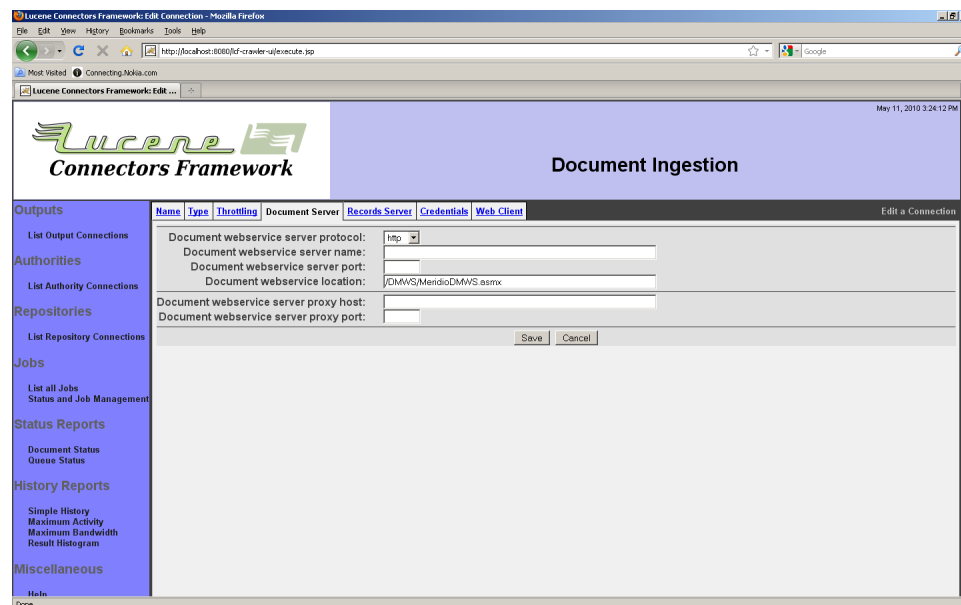 Lucene Connectors Framework: Edit Connection - Mozilla Firefox
File Edit View History Bookmarks Tools Help
http://localhost:8080/lcf-crawler-ui/execute.jsp
Google
Most Visited Connecting.Nokia.com
Lucene Connectors Framework: Edit ...
May 11, 2010 3:24:12 PM
Lucene
Connectors Framework
Document Ingestion
Outputs
Name Type Throttling Document Server Records Server Credentials Web Client Edit a Connection
List Output Connections
Authorities
List Authority Connections
Repositories
List Repository Connections
Jobs
List all Jobs
Status and Job Management
Status Reports
Document Status
Queue Status
History Reports
Simple History
Maximum Activity
Maximum Bandwidth
Result Histogram
Miscellaneous
Help
Document webservice server protocol: http
Document webservice server name:
Document webservice server port:
Document webservice location: /DMWS/MeridioDMWS.asmx
Document webservice server proxy host:
Document webservice server proxy port:
Save Cancel
Done